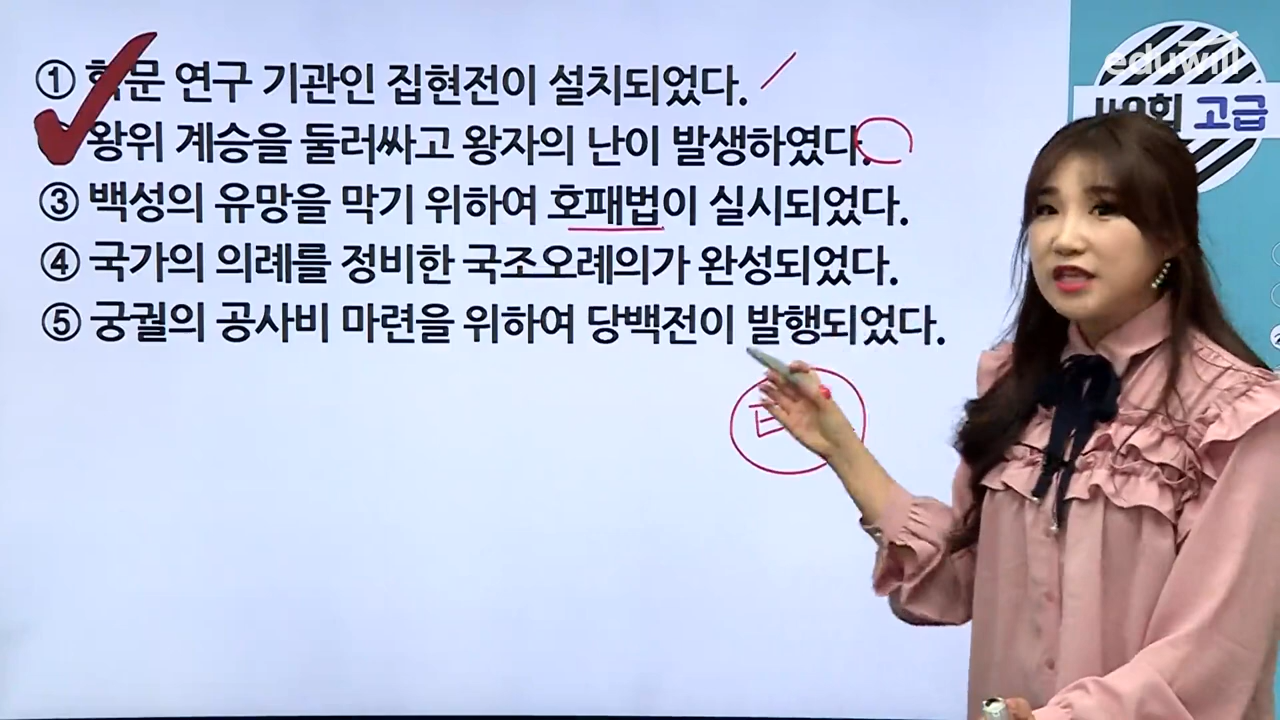 eduwill
고급
① 학문 연구 기관인 집현전이 설치되었다.
왕위 계승을 둘러싸고 왕자의 난이 발생하였다.
③ 백성의 유망을 막기 위하여 호패법이 실시되었다.
④ 국가의 의례를 정비한 국조오례의가 완성되었다.
⑤ 궁궐의 공사비 마련을 위하여 당백전이 발행되었다.